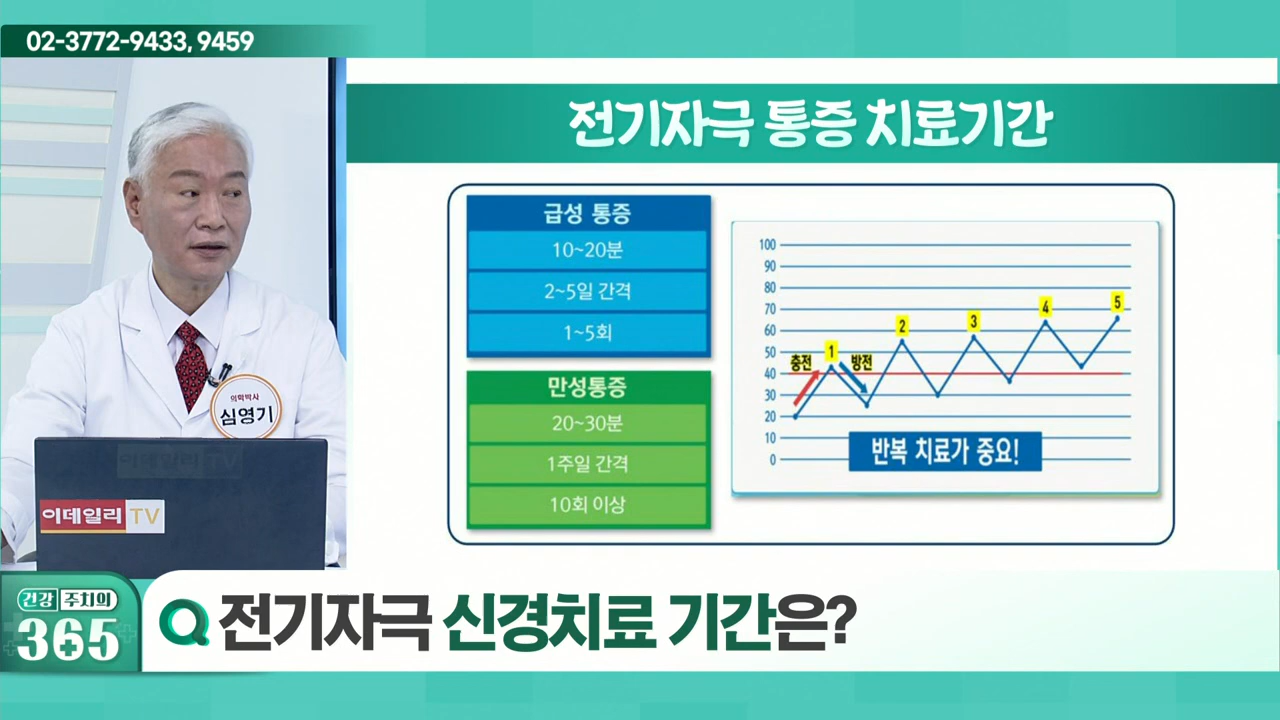 02-3772-9433, 9459
전기자극 통증 치료기간
급성 통증
10~20분
2~5일 간격
1~5회
만성통증
20~30분
1주일 간격
10회 이상
100
90
80
70
60
50
40
30
20
10
0
충전
1
방전
2
3
4
5
반복 치료가 중요!
의학박사
심영기
이데일리 TV
이데일리TV
건강 주치의
365
Q 전기자극 신경치료 기간은?